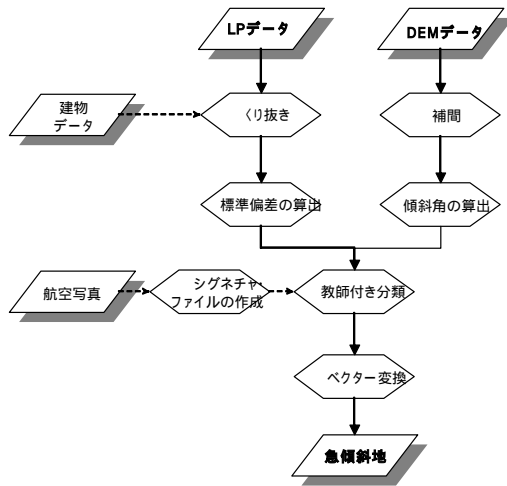 LPデータ
DEMデータ
建物
データ
くり抜き
補間
標準偏差の算出
傾斜角の算出
航空写真
シグネチャ・
ファイルの作成
教師付き分類
ベクター変換
急傾斜地